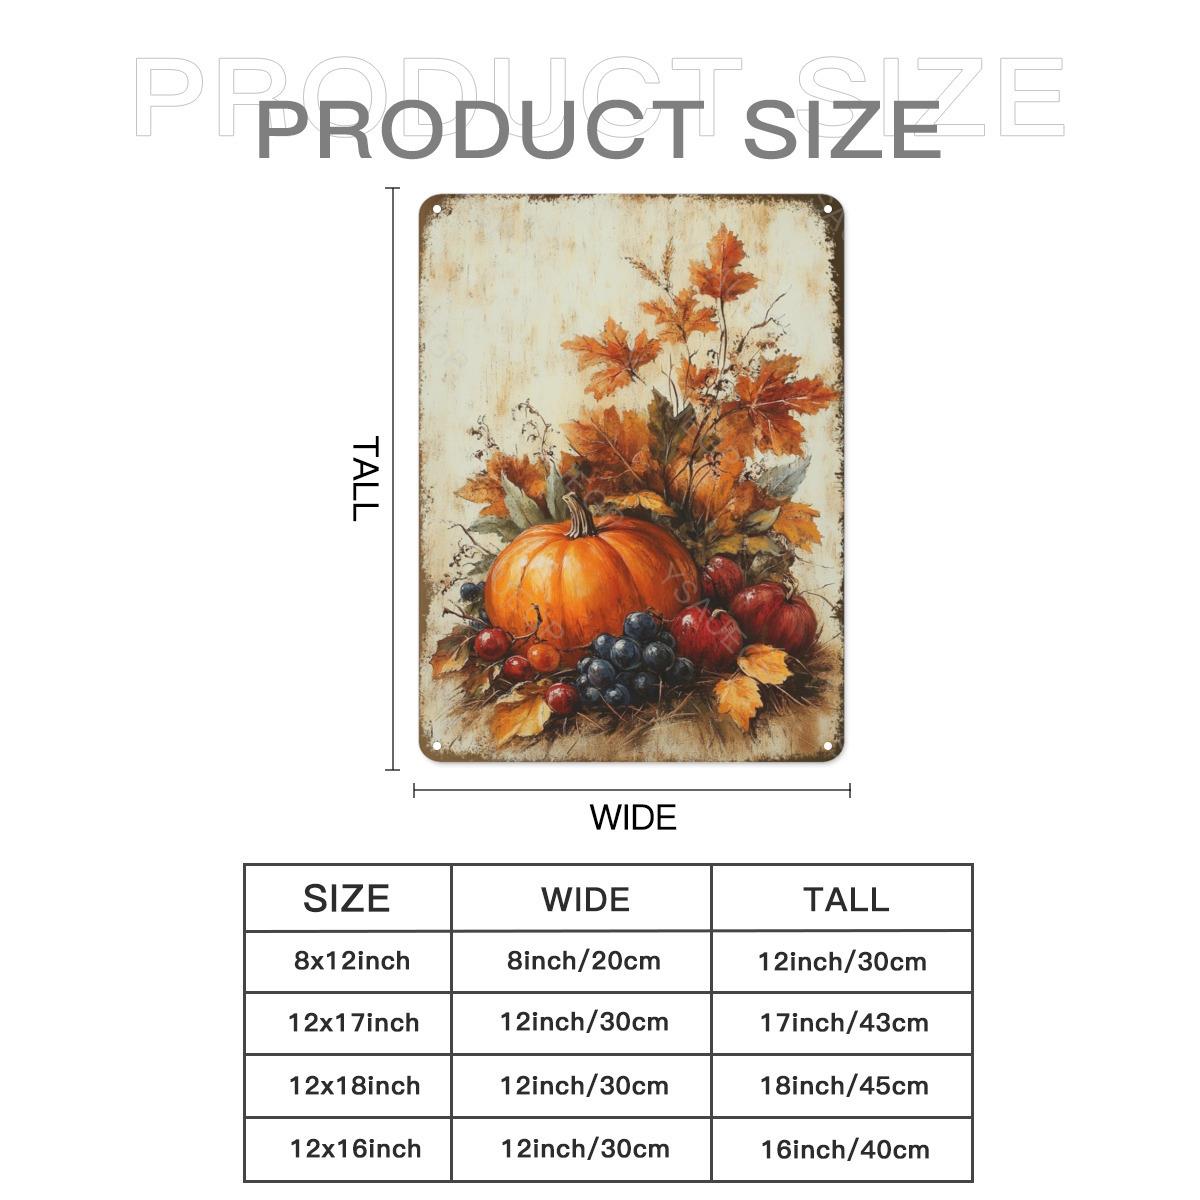 PRODUCT SIZE
PRODUCT SIZE
TALL
YSAJE
WIDE
SIZE WIDE TALL
8x12inch 8inch/20cm 12inch/30cm
12x17inch 12inch/30cm 17inch/43cm
12x18inch 12inch/30cm 18inch/45cm
12x16inch 12inch/30cm 16inch/40cm